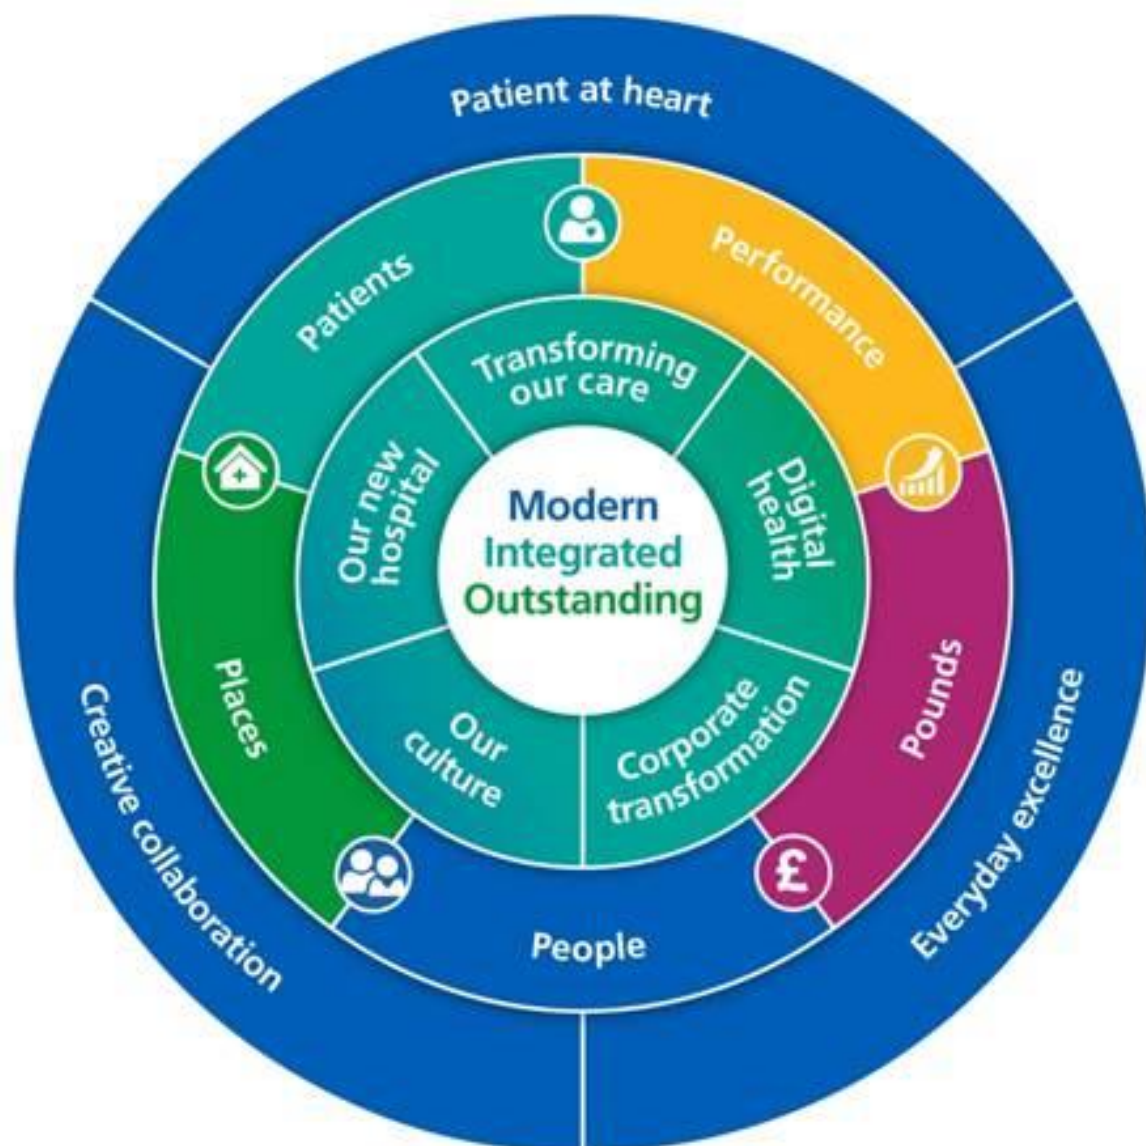 Patient at heart
Patients
Performance
Transforming
our care
Our new
hospital
Digital
health
Modern
Integrated
Outstanding
Places
Pounds
Our
culture
Corporate
transformation
Creative collaboration
Everyday excellence
£
People